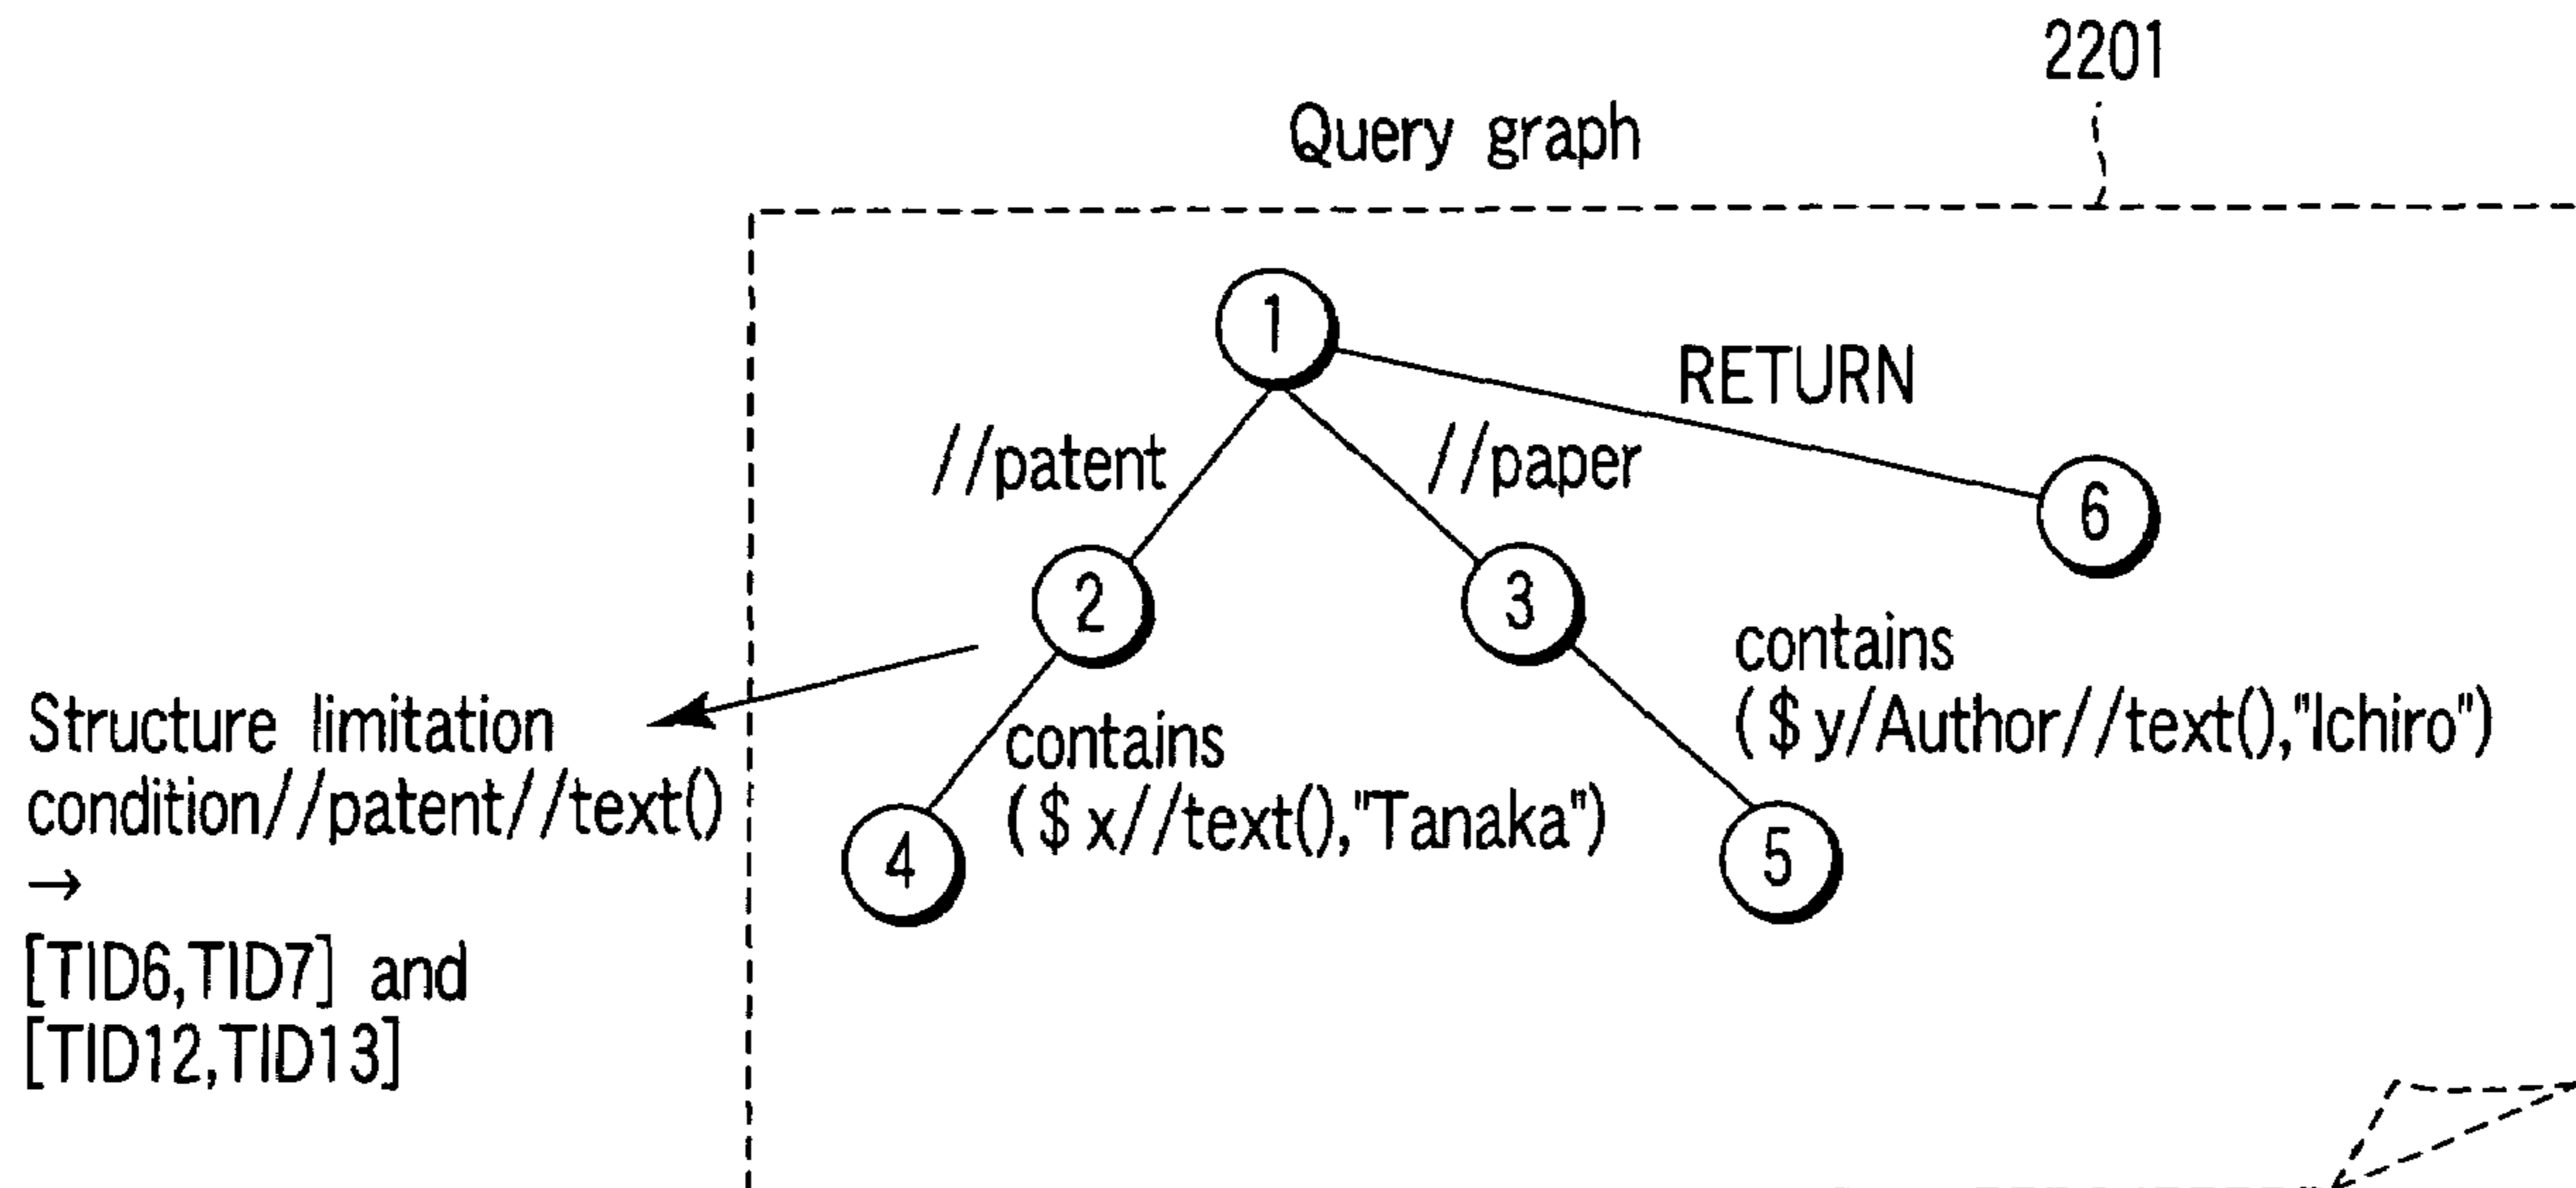 2201
Query graph
1
RETURN
//patent
//paper
6
2
3
contains
($y/Author//text(),"Ichiro")
Structure limitation
condition//patent//text()
→
[TID6,TID7] and
[TID12,TID13]
contains
($x//text(),"Tanaka")
4
5